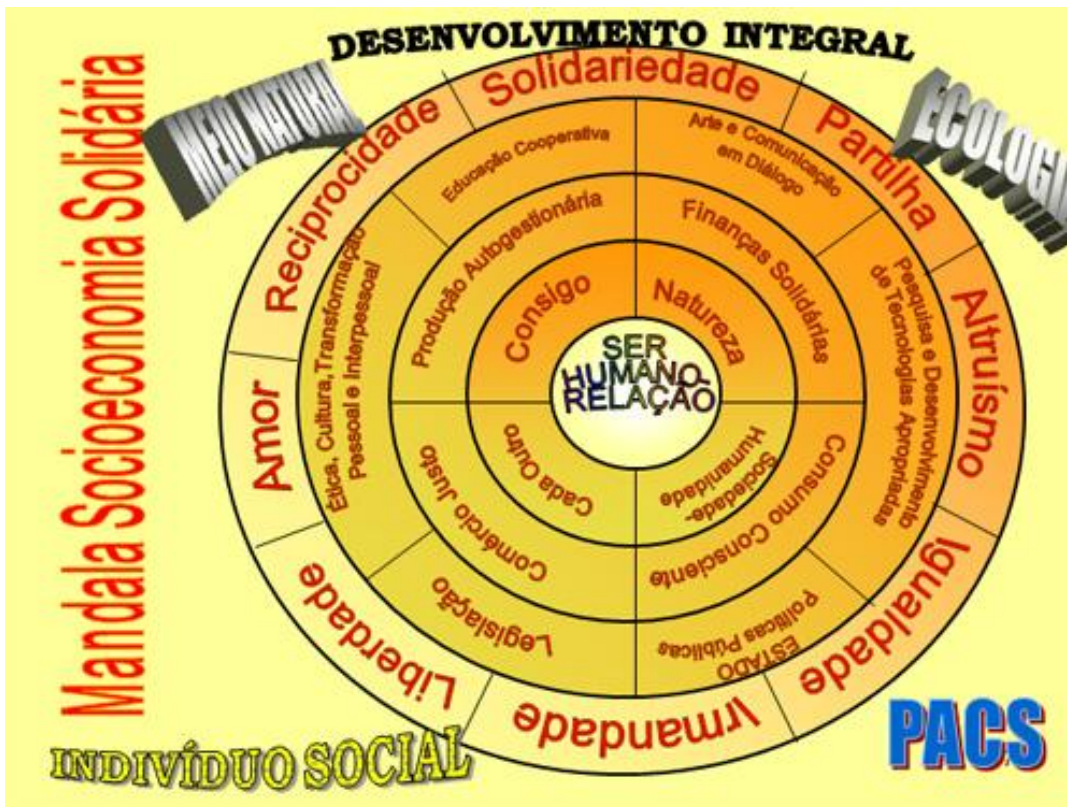 DESENVOLVIMENTO INTEGRAL
Mandala Socioeconomia Solidária
MEIO NATURAL
ECOLOGI
Solidariedade
Partilha
Altruísmo
Igualdade
Irmandade
Liberdade
Amor
Reciprocidade
Educação Cooperativa
Arte e Comunicação
em Diálogo
Pesquisa e Desenvolvimento
de Tecnologias Apropriadas
ESTADO
Políticas Públicas
Legislação
Ética, Cultura, Transformação
Pessoal e Interpessoal
Produção Autogestionária
Finanças Solidárias
Consumo Consciente
Comércio Justo
Consigo
Natureza
Sociedade-
Humanidade
Cada Outro
SER
HUMANO-
RELAÇÃO
INDIVÍDUO SOCIAL
PACS